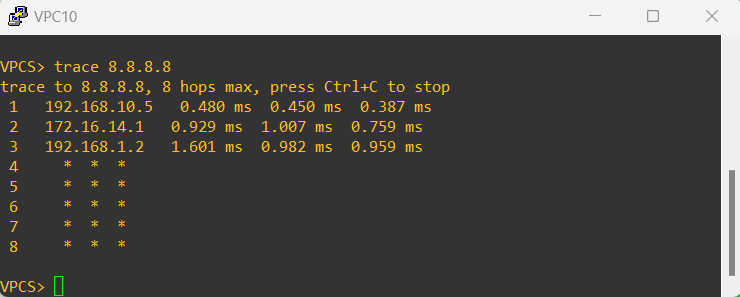 VPC10
VPCS> trace 8.8.8.8
trace to 8.8.8.8, 8 hops max, press Ctrl+C to stop
 1   192.168.10.5   0.480 ms  0.450 ms  0.387 ms
 2   172.16.14.1   0.929 ms  1.007 ms  0.759 ms
 3   192.168.1.2   1.601 ms  0.982 ms  0.959 ms
 4     *  *  *
 5     *  *  *
 6     *  *  *
 7     *  *  *
 8     *  *  *
VPCS>